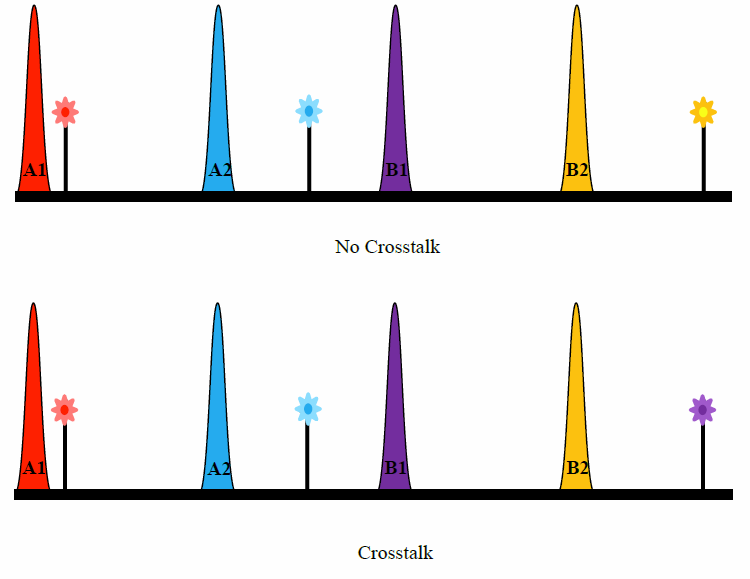 A1 A2 B1 B2
No Crosstalk
A1 A2 B1 B2
Crosstalk